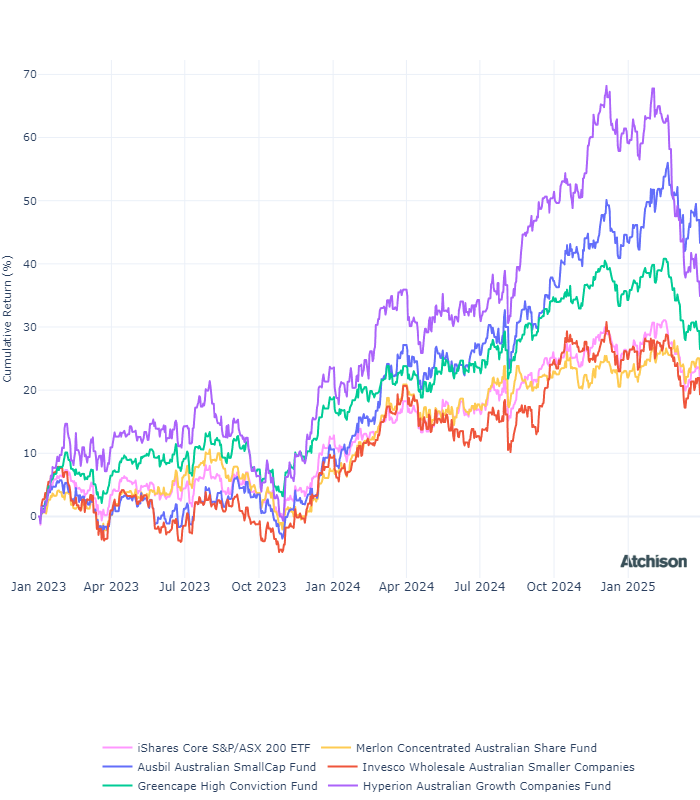 70
60
50
40
30
20
10
0
Cumulative Return (%)
Atchison
Jan 2023 Apr 2023 Jul 2023 Oct 2023 Jan 2024 Apr 2024 Jul 2024 Oct 2024 Jan 2025
iShares Core S&P/ASX 200 ETF Merlon Concentrated Australian Share Fund
Ausbil Australian SmallCap Fund Invesco Wholesale Australian Smaller Companies
Greencape High Conviction Fund Hyperion Australian Growth Companies Fund